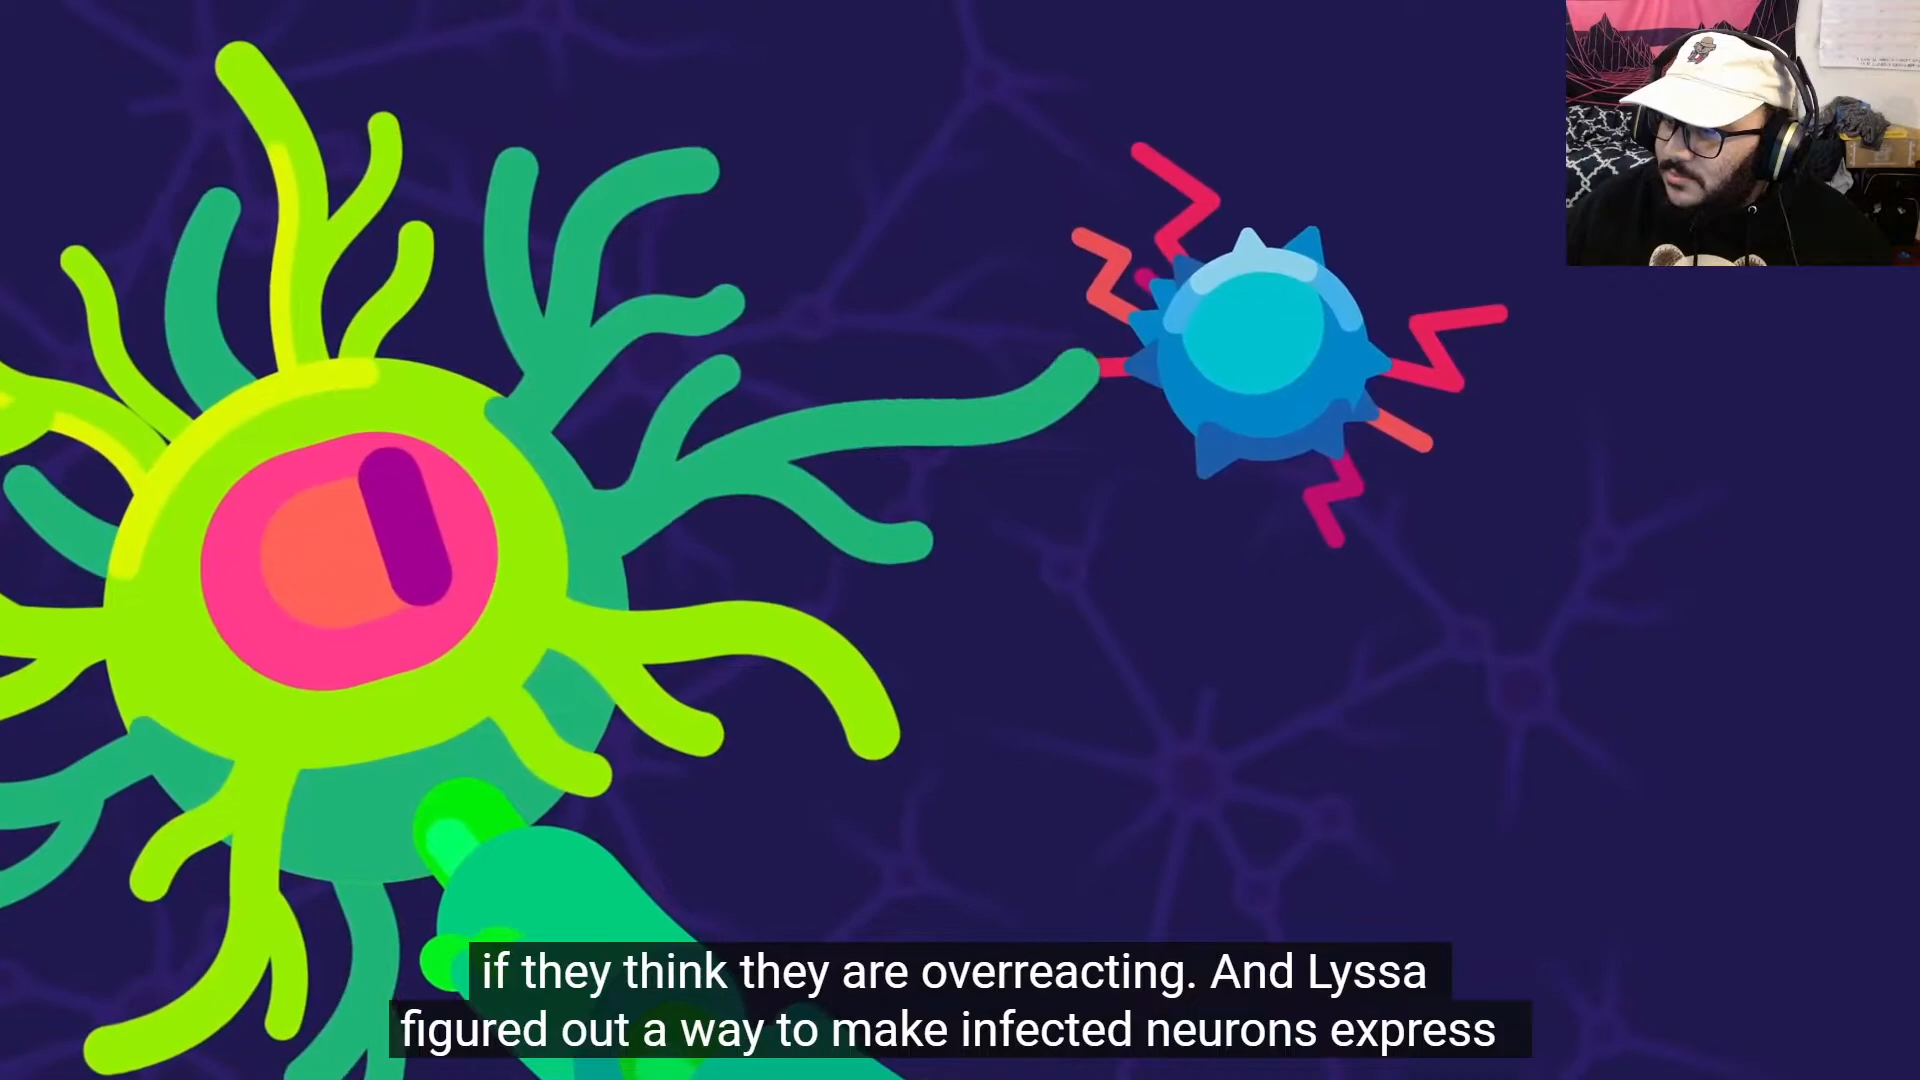 if they think they are overreacting. And Lyssa
figured out a way to make infected neurons express